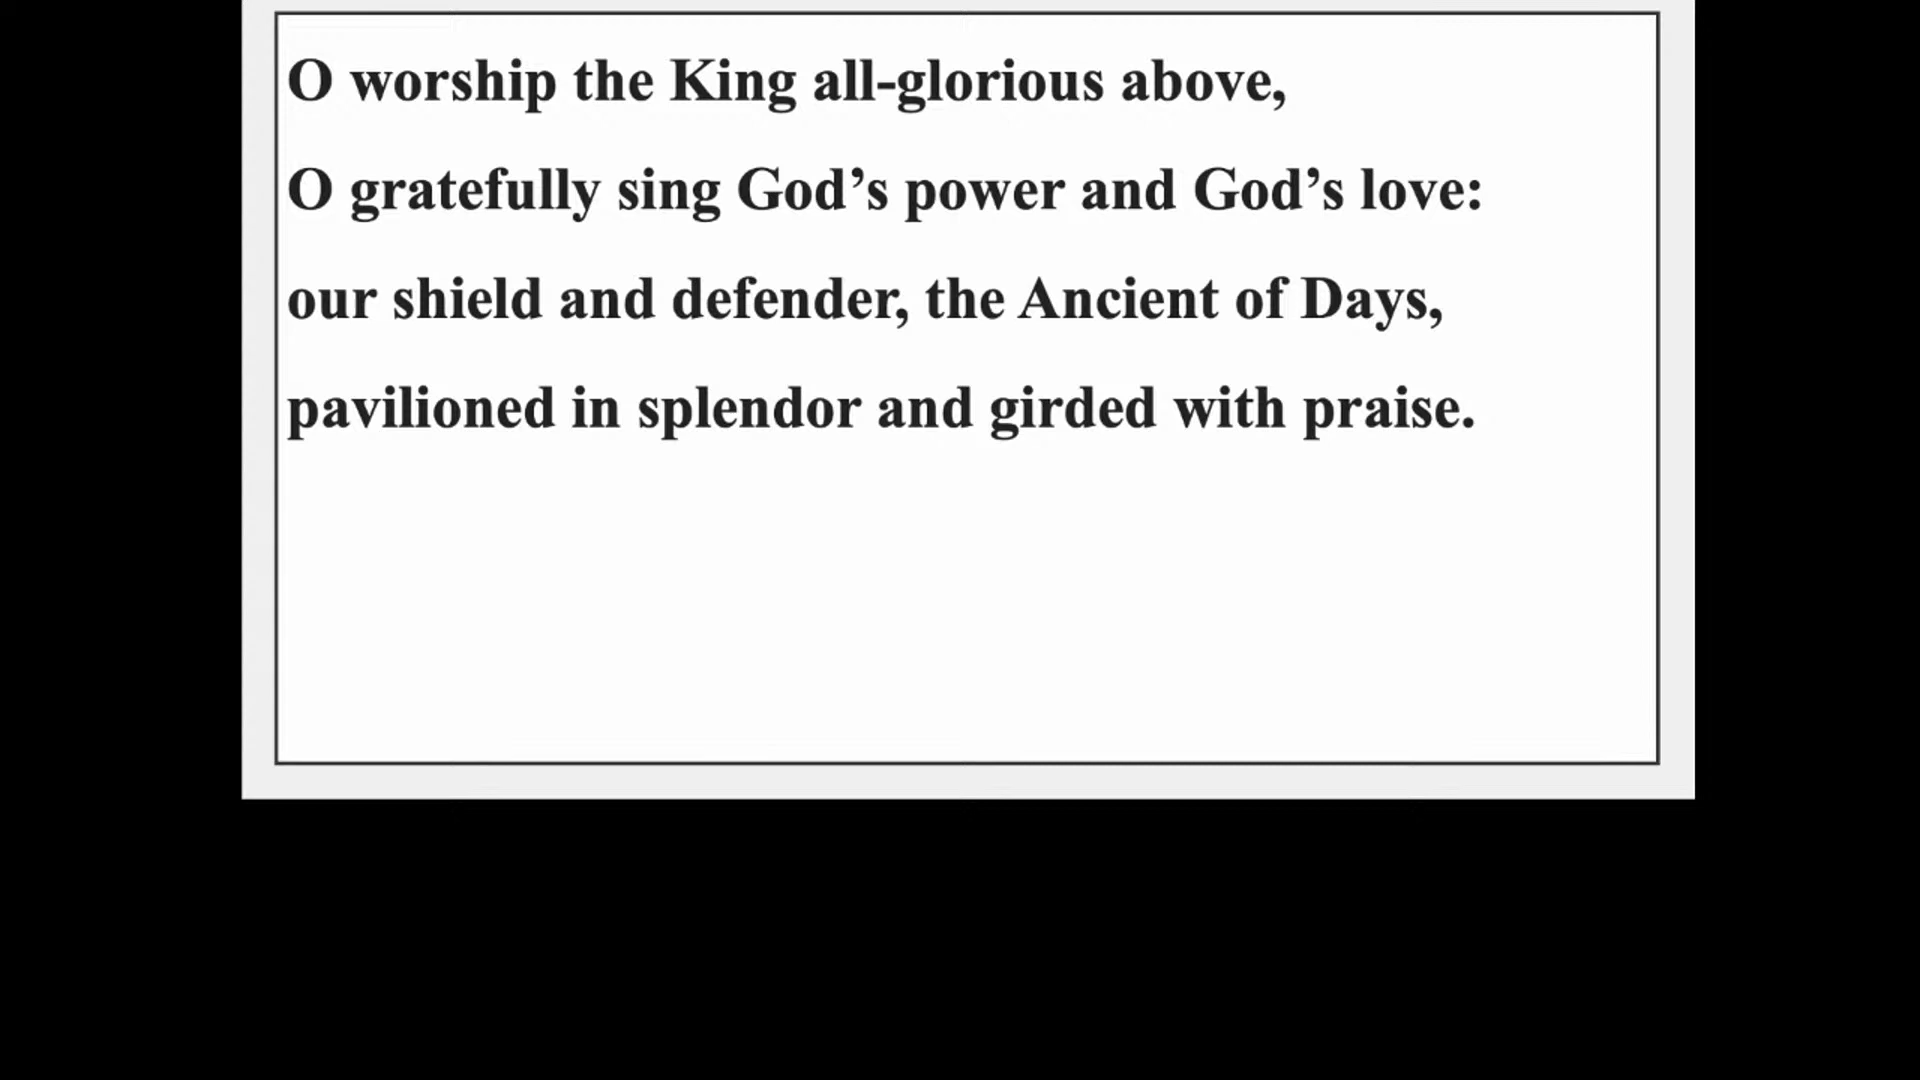 O worship the King all-glorious above,
O gratefully sing God’s power and God’s love:
our shield and defender, the Ancient of Days,
pavilioned in splendor and girded with praise.